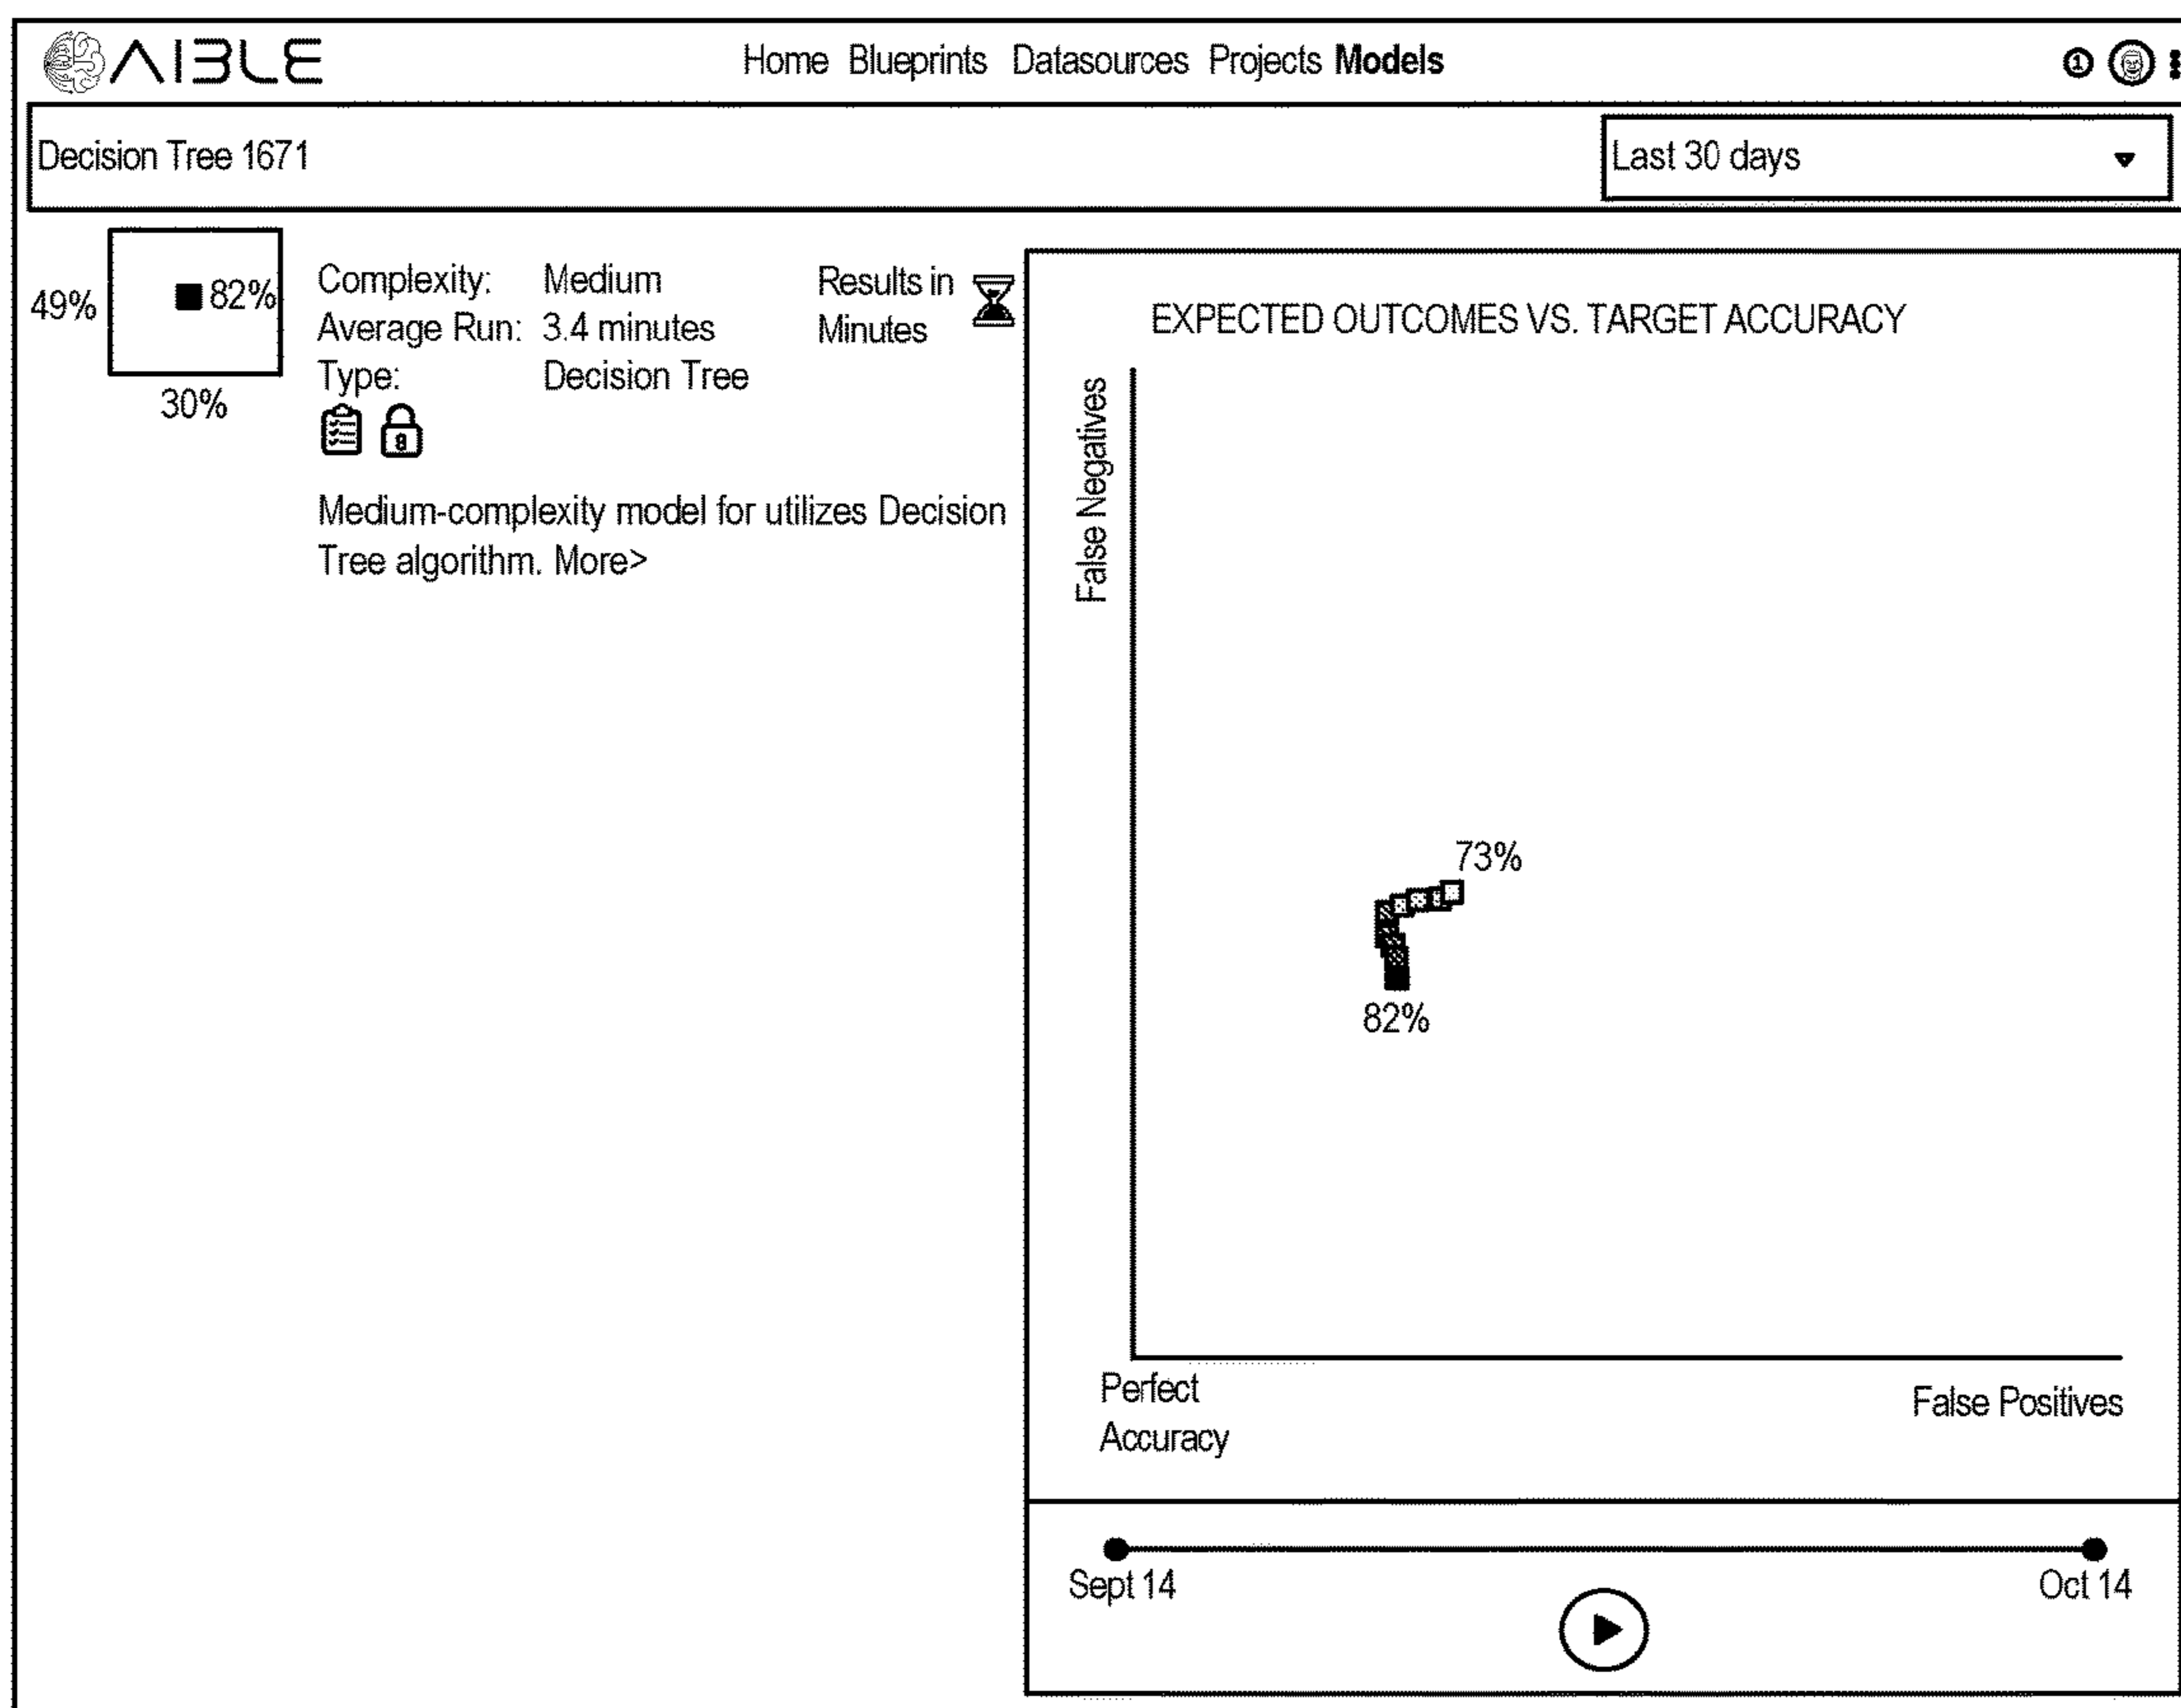 AIBLE
Home Blueprints Datasources Projects Models
1
Decision Tree 1671
Last 30 days
49%
82%
30%
Complexity: Medium
Average Run: 3.4 minutes
Type: Decision Tree
Results in
Minutes
8
Medium-complexity model for utilizes Decision
Tree algorithm. More>
EXPECTED OUTCOMES VS. TARGET ACCURACY
False Negatives
73%
82%
Perfect
Accuracy
False Positives
Sept 14
Oct 14